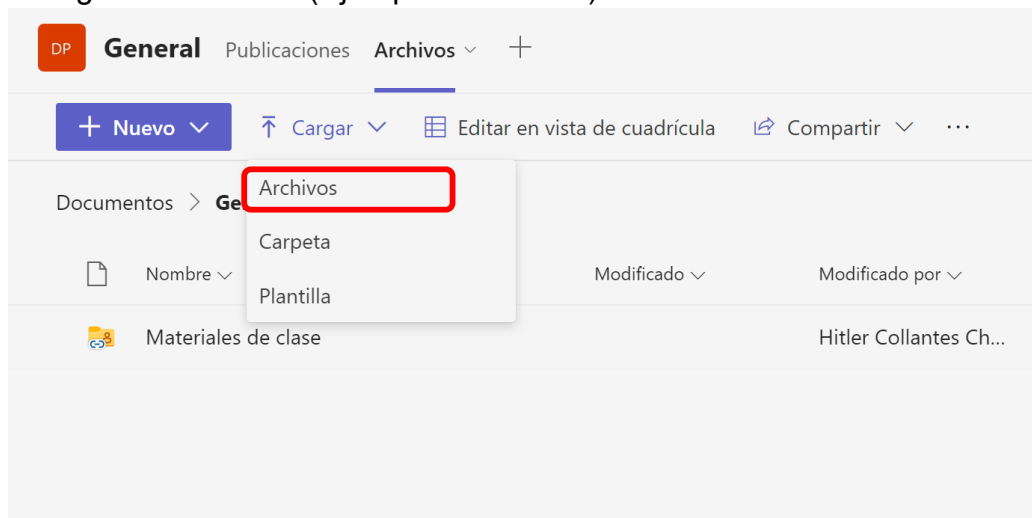 DP General Publicaciones Archivos
Nuevo Cargar Editar en vista de cuadrícula Compartir ...
Archivos
Documentos > Ge
Carpeta
Nombre Modificado Modificado por
Plantilla
Materiales de clase Hitler Collantes Ch...